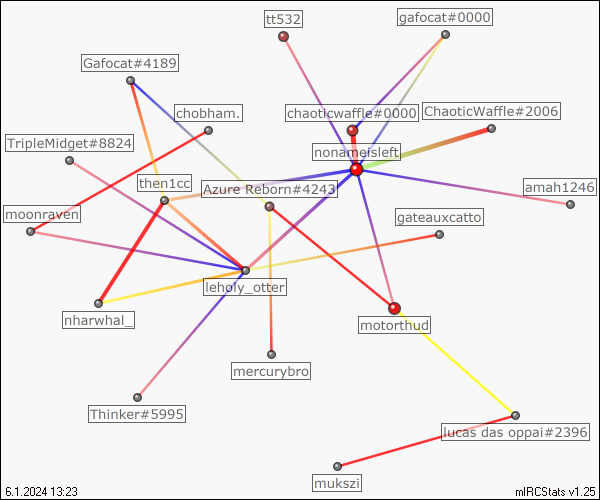 tt532
gafocat#0000
Gafocat#4189
chobham.
chaoticwaffle#0000
ChaoticWaffle#2006
TripleMidget#8824
nonameisleft
then1cc
Azure Reborn#4243
amah1246
moonraven
gateauxcatto
leholy_otter
nharwhal_
motorthud
mercurybro
Thinker#5995
lucas das oppai#2396
mukszi
6.1.2024 13:23
mIRCStats v1.25